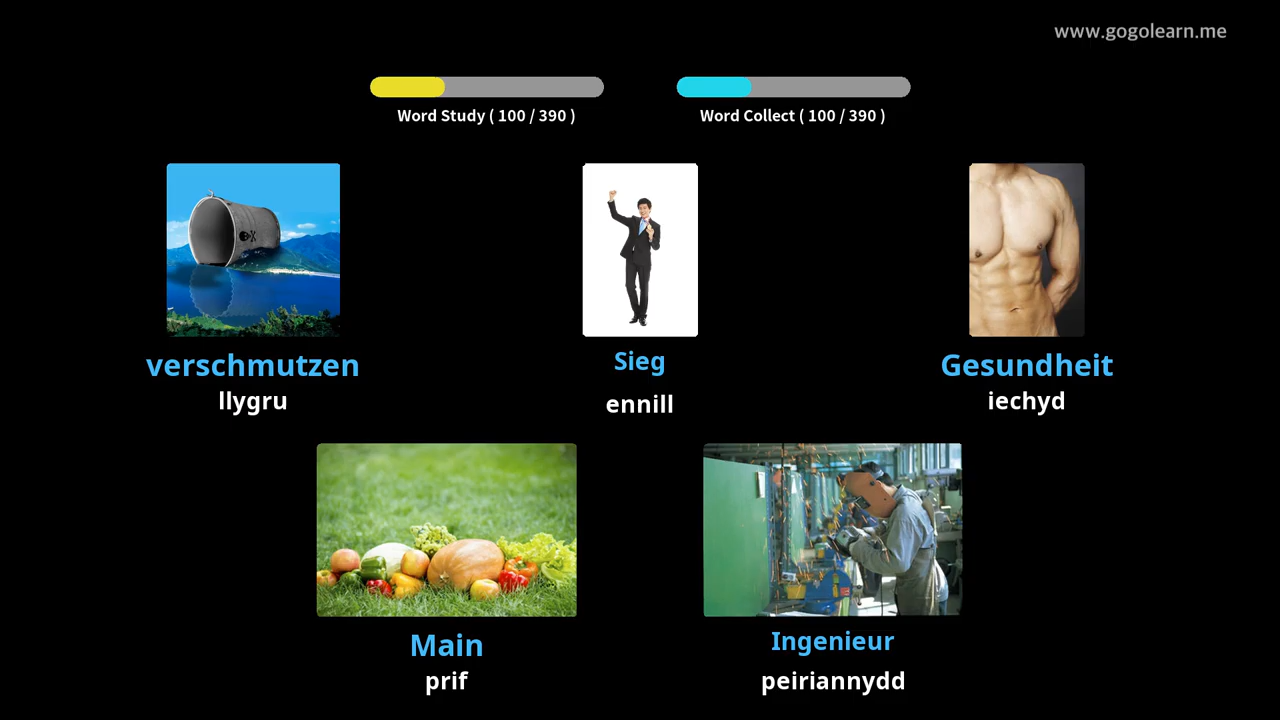 www.gogolearn.me
Word Study ( 100 / 390 )
Word Collect ( 100 / 390 )
verschmutzen
llygru
Sieg
ennill
Gesundheit
iechyd
Main
prif
Ingenieur
peiriannydd